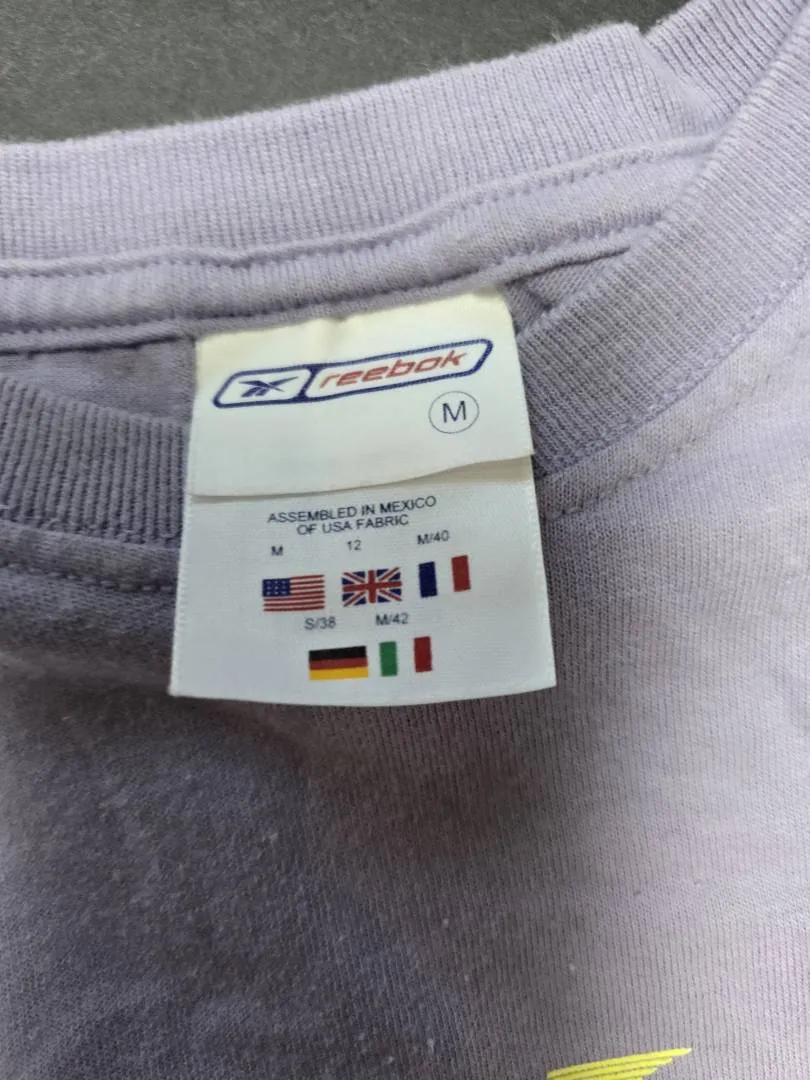 reebok
M
ASSEMBLED IN MEXICO
OF USA FABRIC
M 12 M/40
S/38 M/42